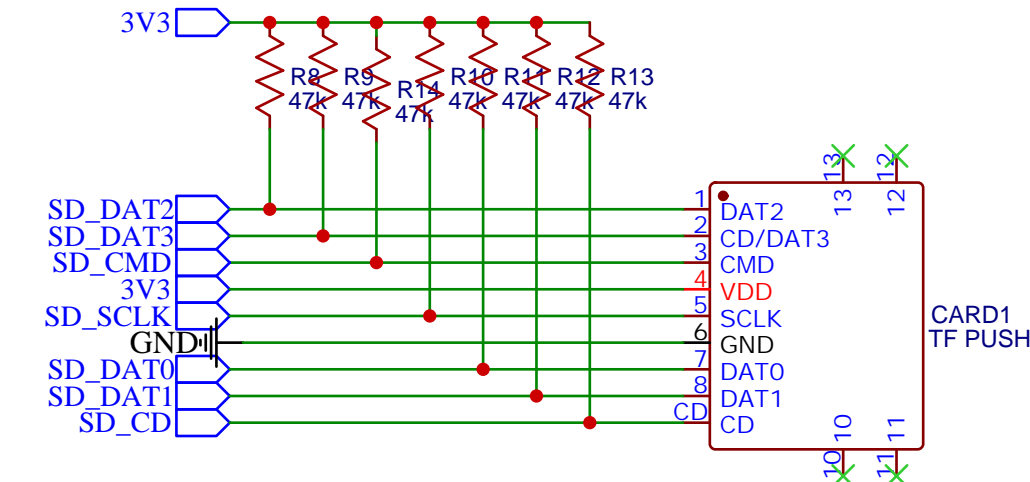 3V3
R8 R9 R14 R10 R11 R12 R13
47k 47k 47k 47k 47k 47k 47k
13 12
13 12
SD_DAT2 1 DAT2
SD_DAT3 2 CD/DAT3
SD_CMD 3 CMD
3V3 4 VDD
SD_SCLK 5 SCLK
GND 6 GND
SD_DAT0 7 DAT0
SD_DAT1 8 DAT1
SD_CD CD CD
CARD1
TF PUSH
10 11
10 11